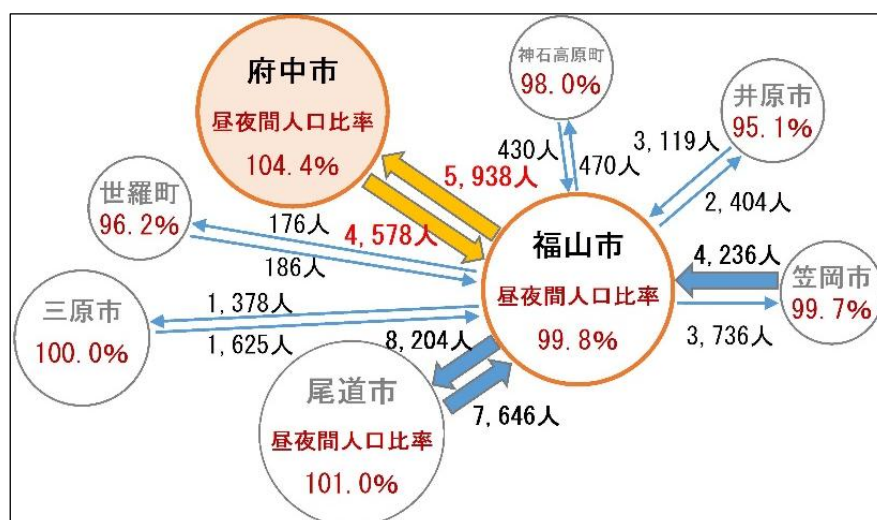 府中市
昼夜間人口比率
104.4%
神石高原町
98.0%
井原市
95.1%
430人
470人
3,119人
2,404人
5,938人
4,578人
世羅町
96.2%
176人
186人
福山市
昼夜間人口比率
99.8%
4,236人
3,736人
笠岡市
99.7%
三原市
100.0%
1,378人
1,625人
8,204人
7,646人
尾道市
昼夜間人口比率
101.0%